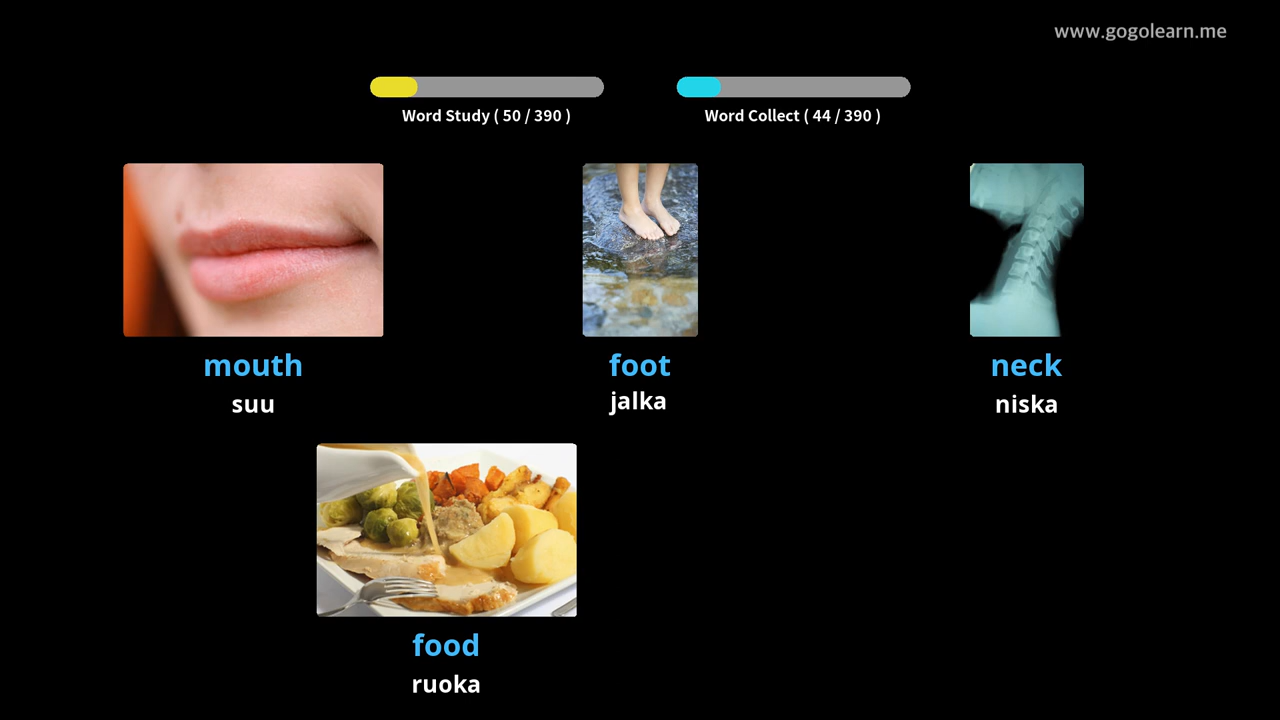 www.gogolearn.me
Word Study ( 50 / 390 )
Word Collect ( 44 / 390 )
mouth
suu
foot
jalka
neck
niska
food
ruoka